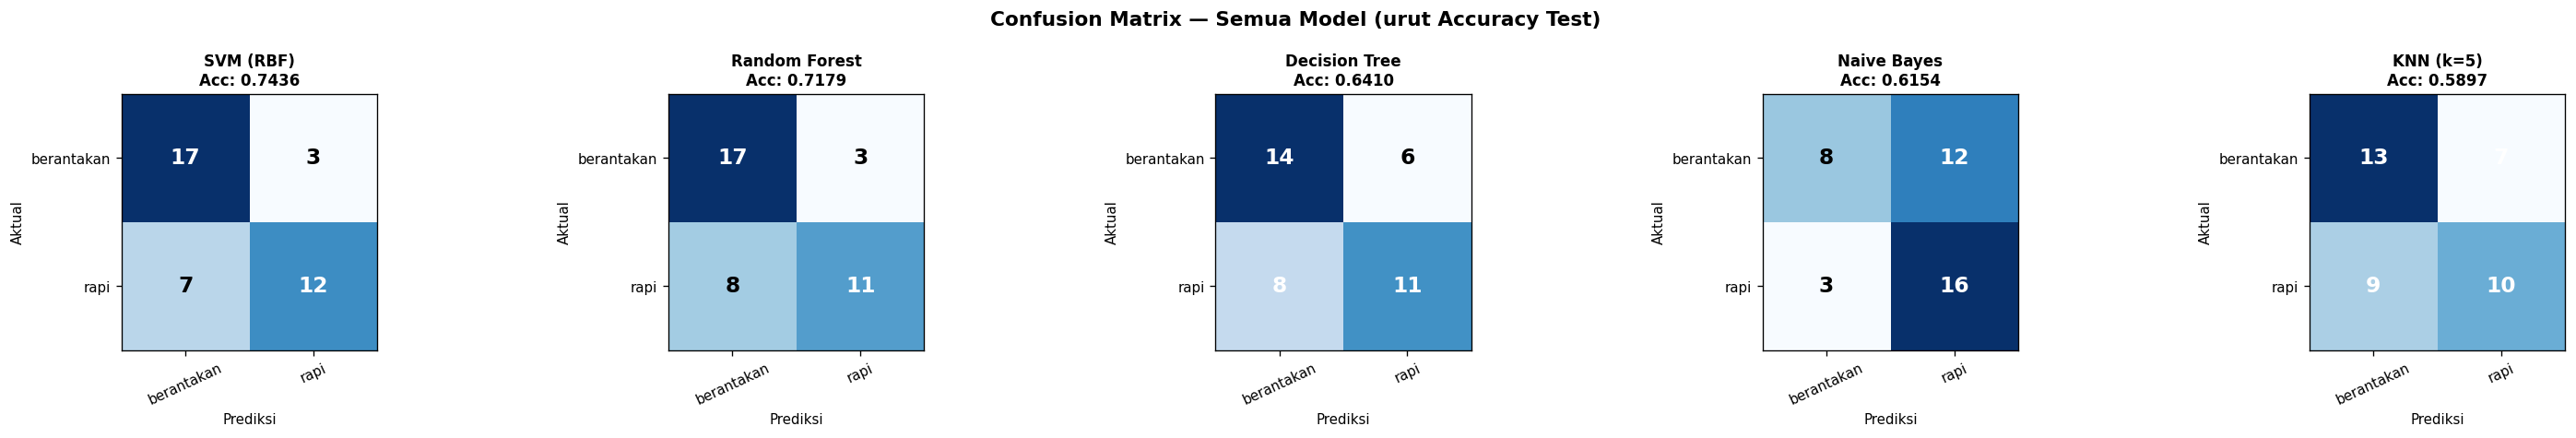 Confusion Matrix — Semua Model (urut Accuracy Test)
SVM (RBF)
Acc: 0.7436
berantakan
17
3
Aktual
rapi
7
12
berantakan
rapi
Prediksi
Random Forest
Acc: 0.7179
berantakan
17
3
Aktual
rapi
8
11
berantakan
rapi
Prediksi
Decision Tree
Acc: 0.6410
berantakan
14
6
Aktual
rapi
8
11
berantakan
rapi
Prediksi
Naive Bayes
Acc: 0.6154
berantakan
8
12
Aktual
rapi
3
16
berantakan
rapi
Prediksi
KNN (k=5)
Acc: 0.5897
berantakan
13
7
Aktual
rapi
9
10
berantakan
rapi
Prediksi